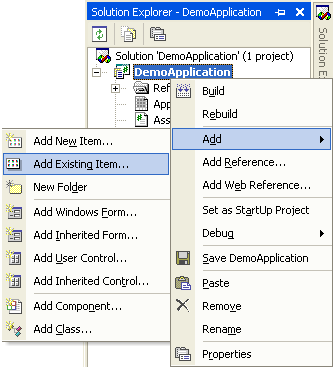 Solution Explorer - DemoApplication
Solution 'DemoApplication' (1 project)
DemoApplication
Ref
App
Ass
Build
Rebuild
Add
Add Reference...
Add Web Reference...
Set as StartUp Project
Debug
Save DemoApplication
Paste
Remove
Rename
Properties
Add New Item...
Add Existing Item...
New Folder
Add Windows Form...
Add Inherited Form...
Add User Control...
Add Inherited Control...
Add Component...
Add Class...
Solution E